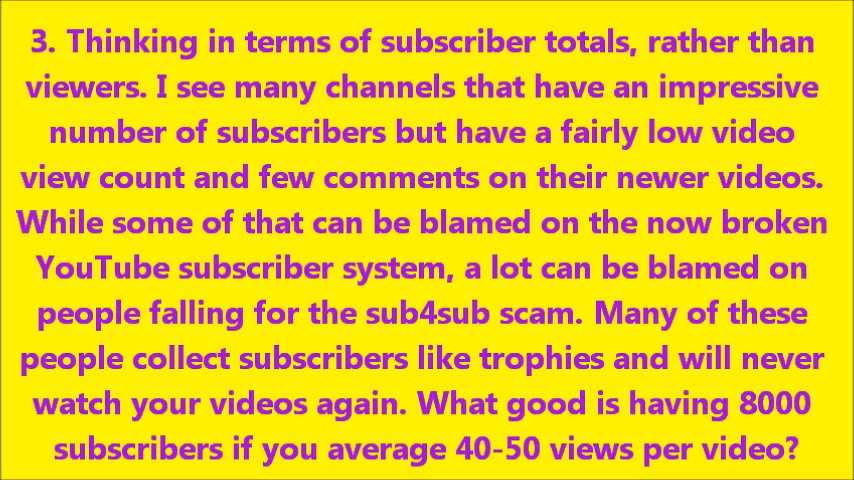 3. Thinking in terms of subscriber totals, rather than
viewers. I see many channels that have an impressive
number of subscribers but have a fairly low video
view count and few comments on their newer videos.
While some of that can be blamed on the now broken
YouTube subscriber system, a lot can be blamed on
people falling for the sub4sub scam. Many of these
people collect subscribers like trophies and will never
watch your videos again. What good is having 8000
subscribers if you average 40-50 views per video?